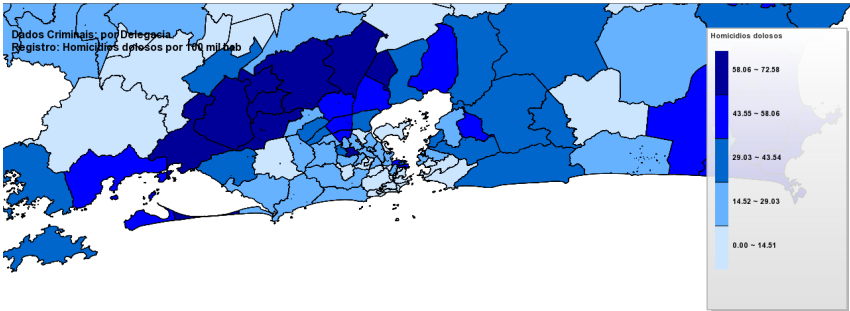 Dados Criminais: por Delegacia
Registro: Homicidios dolosos por 100 mil hab
Homicídios dolosos
58.06 ~ 72.58
43.55 ~ 58.06
29.03 ~ 43.54
14.52 ~ 29.03
0.00 ~ 14.51